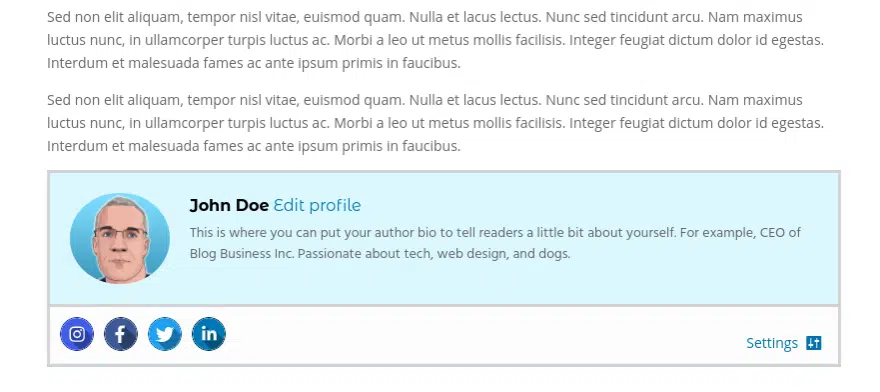 Sed non elit aliquam, tempor nisl vitae, euismod quam. Nulla et lacus lectus. Nunc sed tincidunt arcu. Nam maximus
luctus nunc, in ullamcorper turpis luctus ac. Morbi a leo ut metus mollis facilisis. Integer feugiat dictum dolor id egestas.
Interdum et malesuada fames ac ante ipsum primis in faucibus.
Sed non elit aliquam, tempor nisl vitae, euismod quam. Nulla et lacus lectus. Nunc sed tincidunt arcu. Nam maximus
luctus nunc, in ullamcorper turpis luctus ac. Morbi a leo ut metus mollis facilisis. Integer feugiat dictum dolor id egestas.
Interdum et malesuada fames ac ante ipsum primis in faucibus.
John Doe Edit profile
This is where you can put your author bio to tell readers a little bit about yourself. For example, CEO of
Blog Business Inc. Passionate about tech, web design, and dogs.
Settings